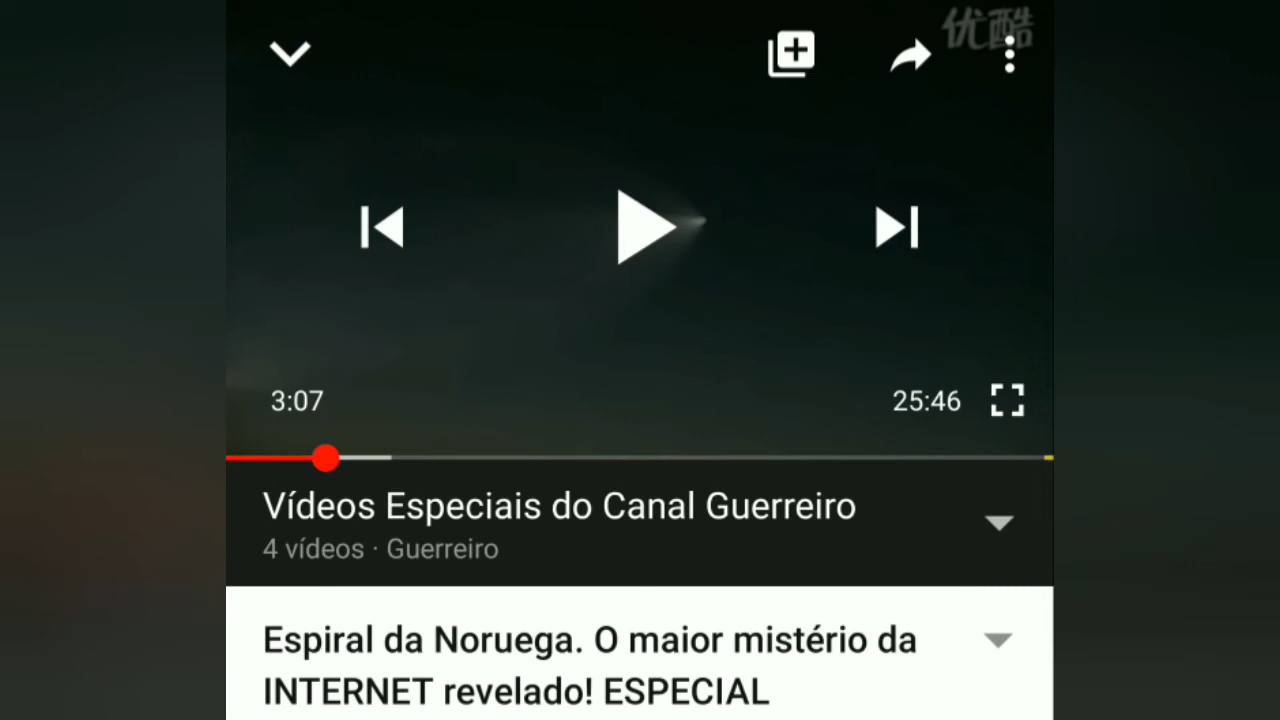 优酷
3:07
25:46
Vídeos Especiais do Canal Guerreiro
4 vídeos · Guerreiro
Espiral da Noruega. O maior mistério da
INTERNET revelado! ESPECIAL